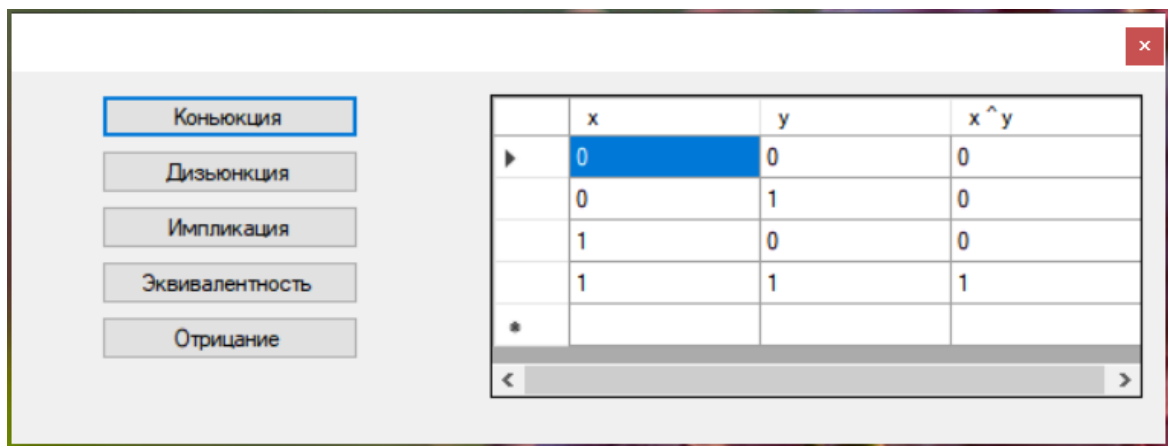 ×
Коньюкция
Дизьюнкция
Импликация
Эквивалентность
Отрицание
x y x^y
0 0 0
0 1 0
1 0 0
1 1 1